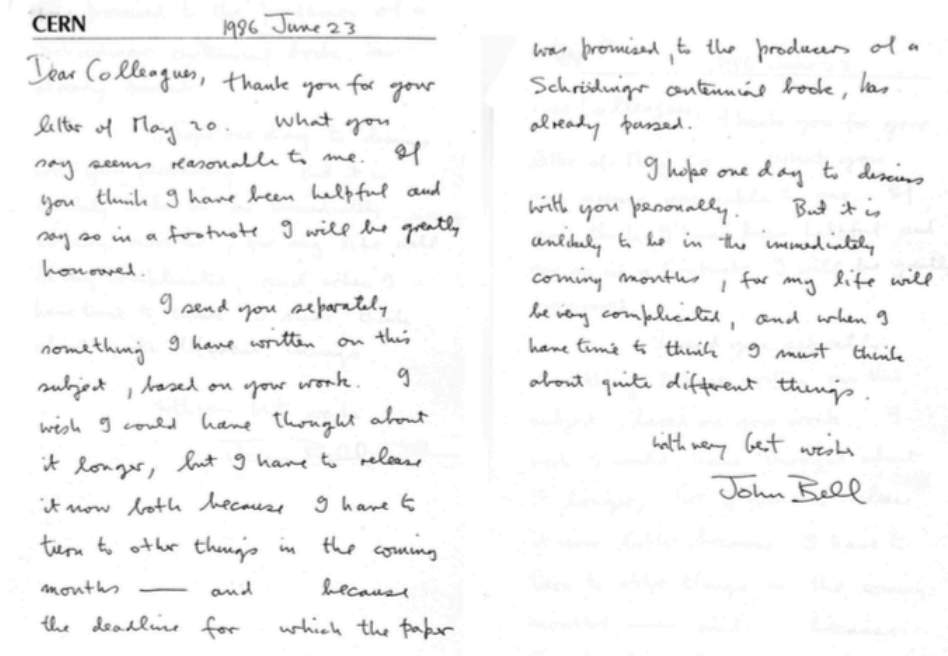 CERN 1986 June 23
Dear Colleagues, thank you for your
letter of May 20. What you
say seems reasonable to me. If
you think I have been helpful and
say so in a footnote I will be greatly
honoured.
I send you separately
something I have written on this
subject, based on your work. I
wish I could have thought about
it longer, but I have to release
it now both because I have to
turn to other things in the coming
months — and because
the deadline for which the paper
was promised, to the producers of a
Schrödinger centennial book, has
already passed.
I hope one day to discuss
with you personally. But it is
unlikely to be in the immediately
coming months, for my life will
be very complicated, and when I
have time to think I must think
about quite different things.
with very best wishes
John Bell